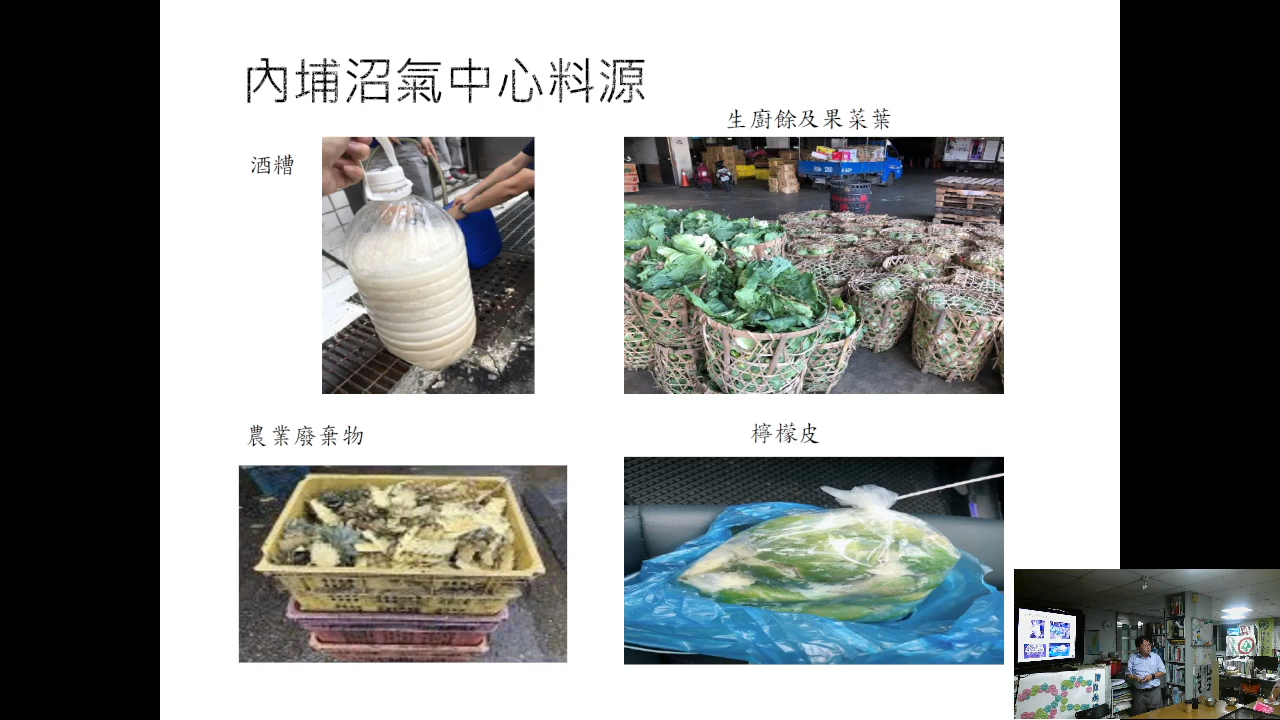 內埔沼氣中心料源
生廚餘及果菜葉
酒糟
農業廢棄物
檸檬皮